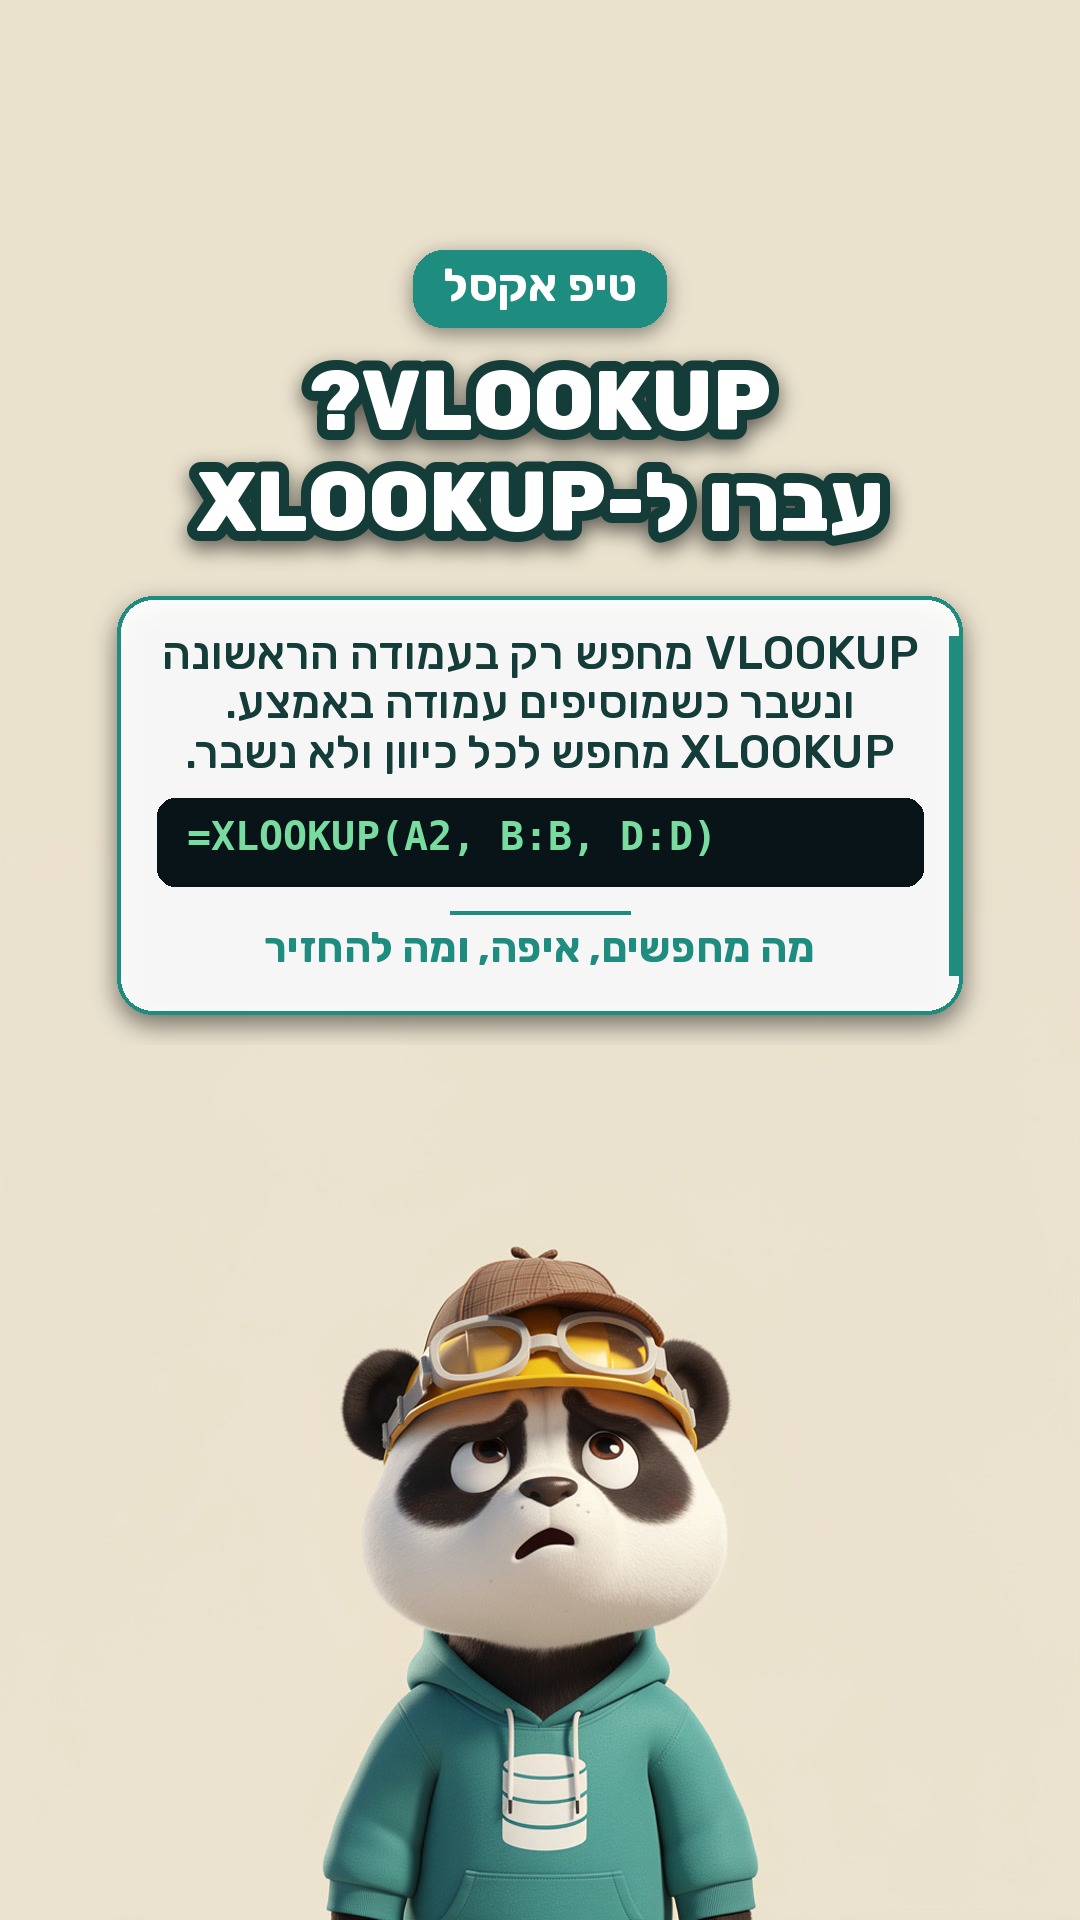 טיפ אקסל
VLOOKUP?
עברו ל-XLOOKUP
VLOOKUP מחפש רק בעמודה הראשונה
ונשבר כשמוסיפים עמודה באמצע.
XLOOKUP מחפש לכל כיוון ולא נשבר.
=XLOOKUP(A2, B:B, D:D)
מה מחפשים, איפה, ומה להחזיר